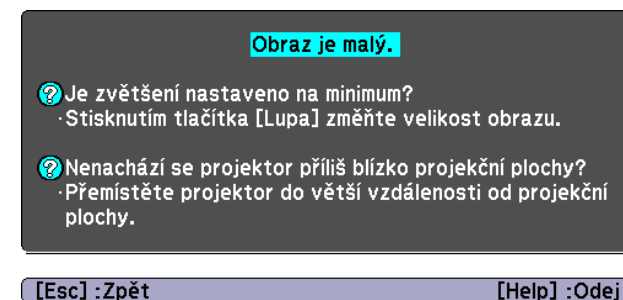 Obraz je malý.
Je zvětšení nastaveno na minimum?
·Stisknutím tlačítka [Lupa] změňte velikost obrazu.
Nenachází se projektor příliš blízko projekční plochy?
·Přemístěte projektor do větší vzdálenosti od projekční
plochy.
[Esc] :Zpět [Help] :Odej